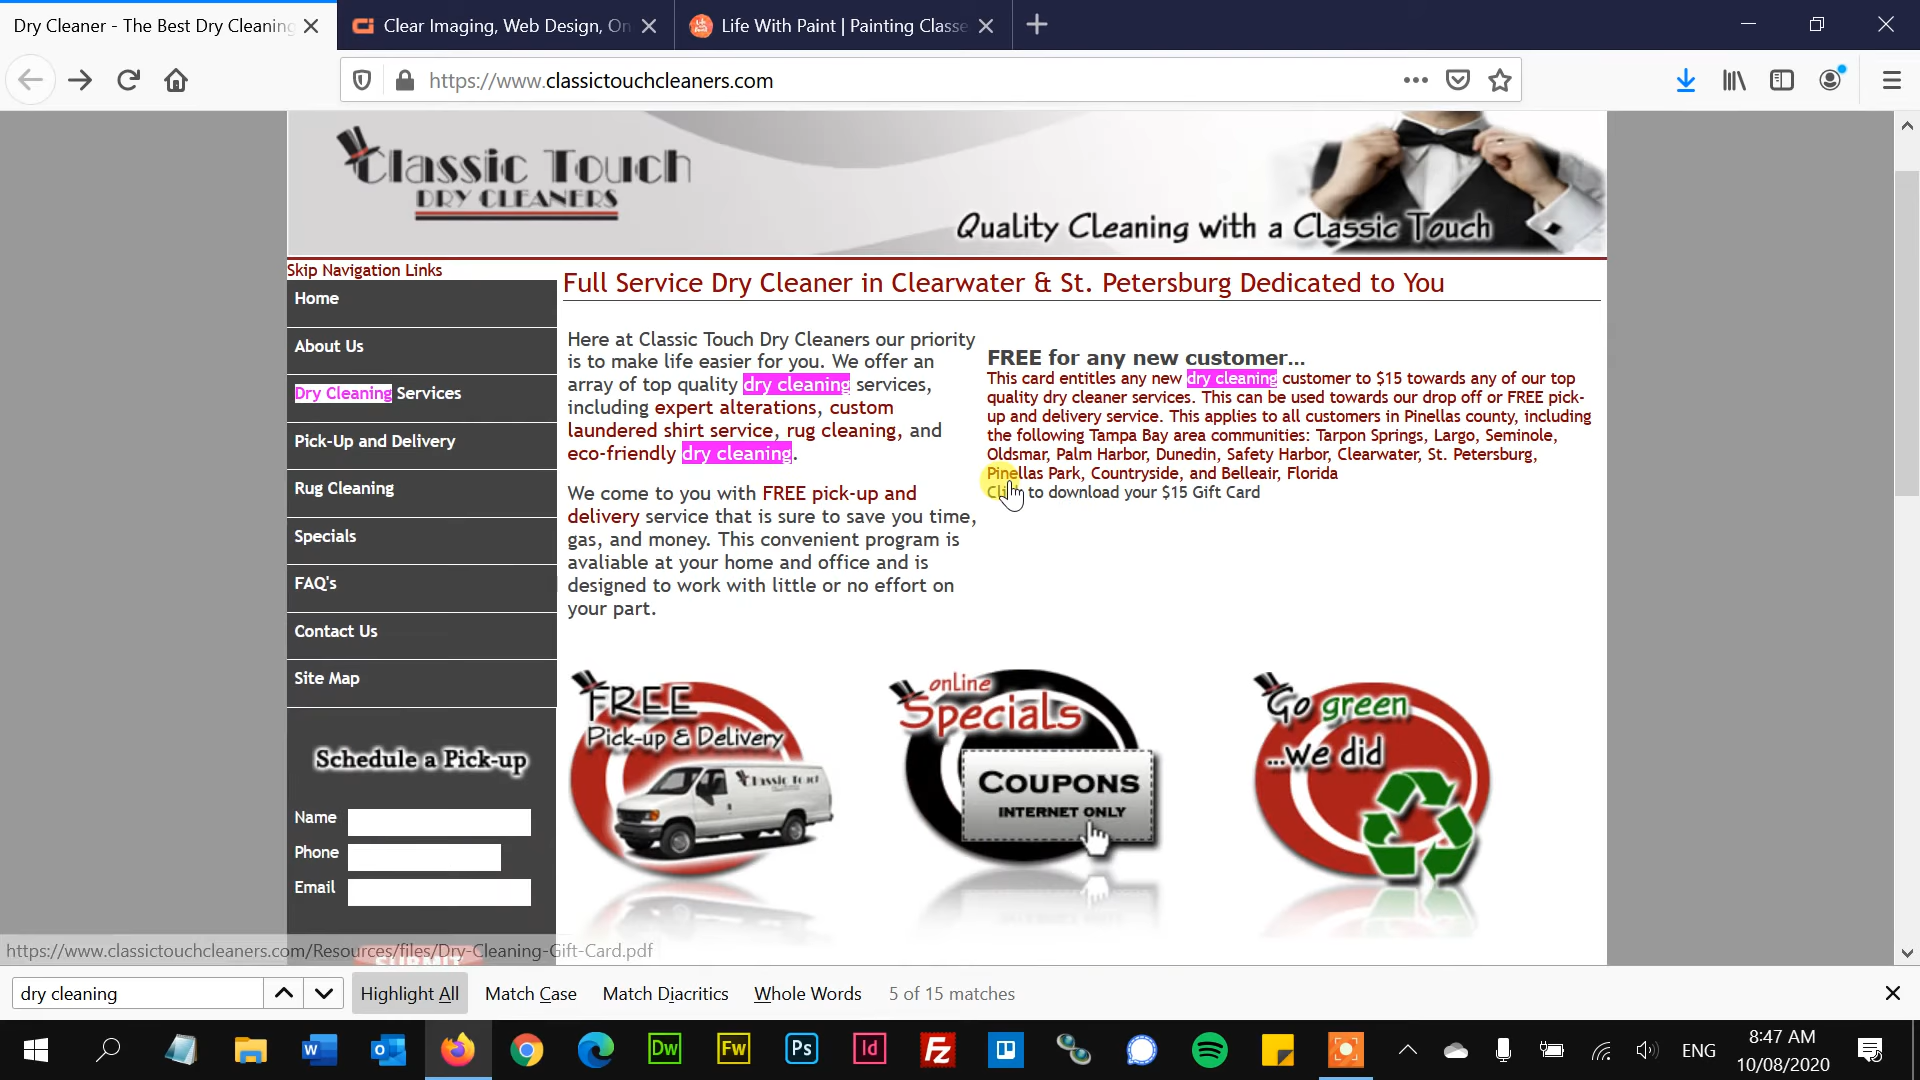 Dry Cleaner - The Best Dry Cleaning
Clear Imaging, Web Design, On
Life With Paint | Painting Classe
https://www.classictouchcleaners.com
Classic Touch
DRY CLEANERS
Quality Cleaning with a Classic Touch
Skip Navigation Links
Home
About Us
Dry Cleaning Services
Pick-Up and Delivery
Rug Cleaning
Specials
FAQ's
Contact Us
Site Map
Schedule a Pick-up
Name
Phone
Email
SUBMIT
Full Service Dry Cleaner in Clearwater & St. Petersburg Dedicated to You
Here at Classic Touch Dry Cleaners our priority
is to make life easier for you. We offer an
array of top quality dry cleaning services,
including expert alterations, custom
laundered shirt service, rug cleaning, and
eco-friendly dry cleaning.
We come to you with FREE pick-up and
delivery service that is sure to save you time,
gas, and money. This convenient program is
avaliable at your home and office and is
designed to work with little or no effort on
your part.
FREE for any new customer...
This card entitles any new dry cleaning customer to $15 towards any of our top
quality dry cleaner services. This can be used towards our drop off or FREE pick-
up and delivery service. This applies to all customers in Pinellas county, including
the following Tampa Bay area communities: Tarpon Springs, Largo, Seminole,
Oldsmar, Palm Harbor, Dunedin, Safety Harbor, Clearwater, St. Petersburg,
Pinellas Park, Countryside, and Belleair, Florida
Click to download your $15 Gift Card
FREE
Pick-up & Delivery
Classic Touch
online
Specials
COUPONS
INTERNET ONLY
Go green
...we did
https://www.classictouchcleaners.com/Resources/files/Dry-Cleaning-Gift-Card.pdf
dry cleaning
Highlight All
Match Case
Match Diacritics
Whole Words
5 of 15 matches
Dw
Fw
Ps
Id
Fz
ENG
8:47 AM
10/08/2020